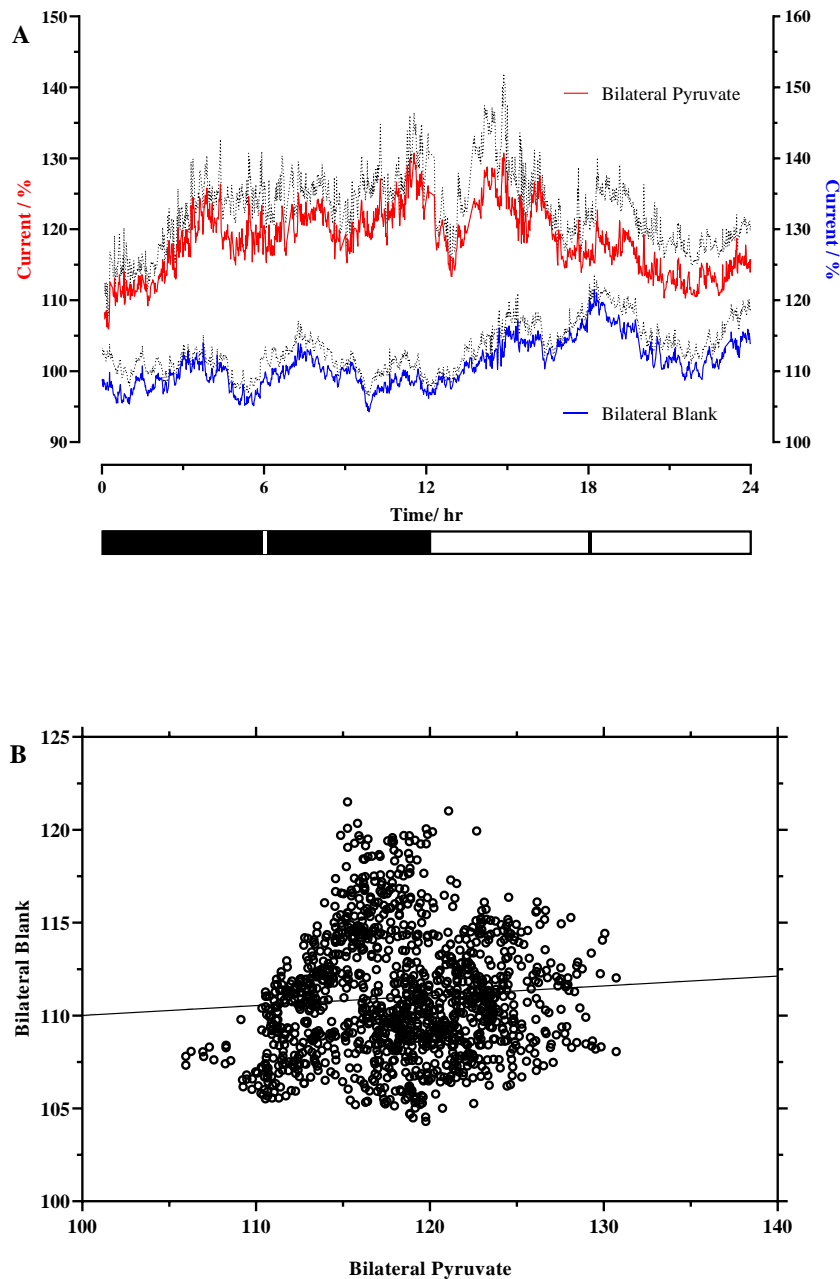 A
150
140
130
120
110
100
90
Current / %
160
150
140
130
120
110
100
Current / %
Bilateral Pyruvate
Bilateral Blank
0 6 12 18 24
Time/ hr
B
125
120
115
110
105
100
Bilateral Blank
100 110 120 130 140
Bilateral Pyruvate